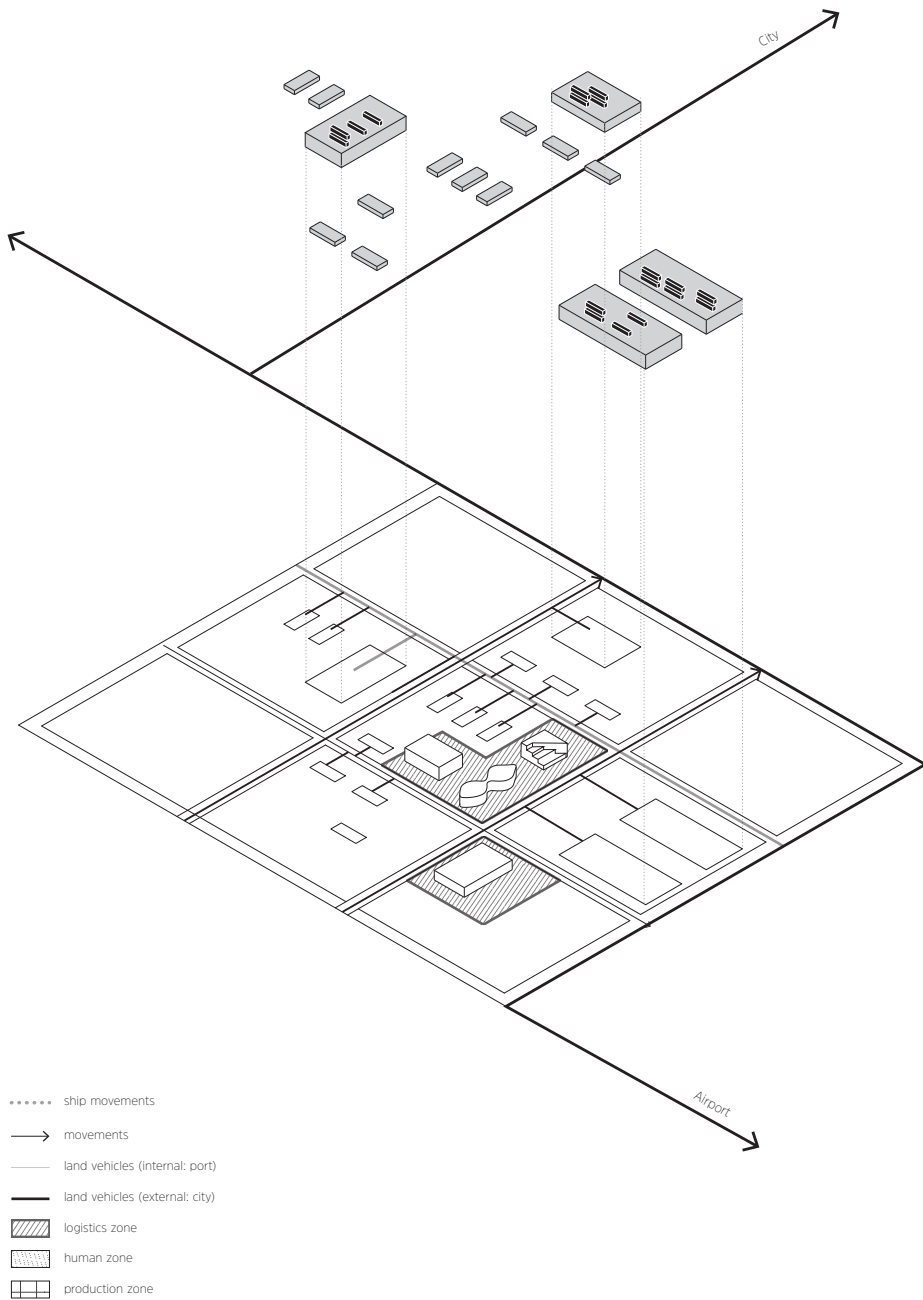 City
Airport
ship movements
movements
land vehicles (internal: port)
land vehicles (external: city)
logistics zone
human zone
production zone